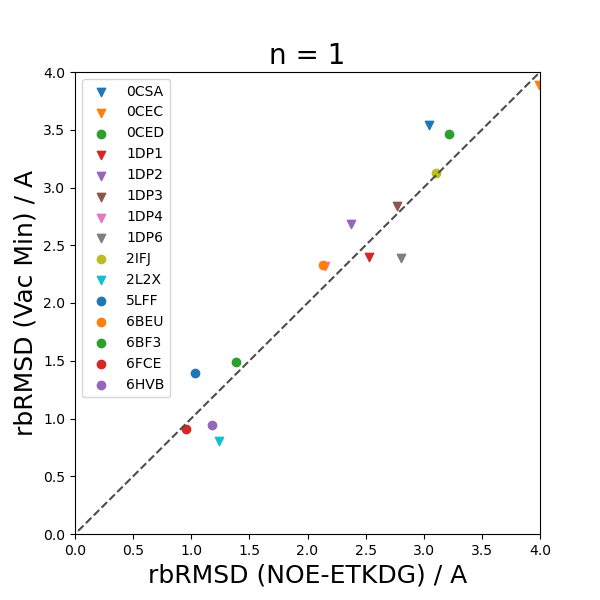 n = 1
rbRMSD (Vac Min) / A
4.0
3.5
3.0
2.5
2.0
1.5
1.0
0.5
0.0
0CSA
0CEC
0CED
1DP1
1DP2
1DP3
1DP4
1DP6
2IFJ
2L2X
5LFF
6BEU
6BF3
6FCE
6HVB
0.0 0.5 1.0 1.5 2.0 2.5 3.0 3.5 4.0
rbRMSD (NOE-ETKDG) / A